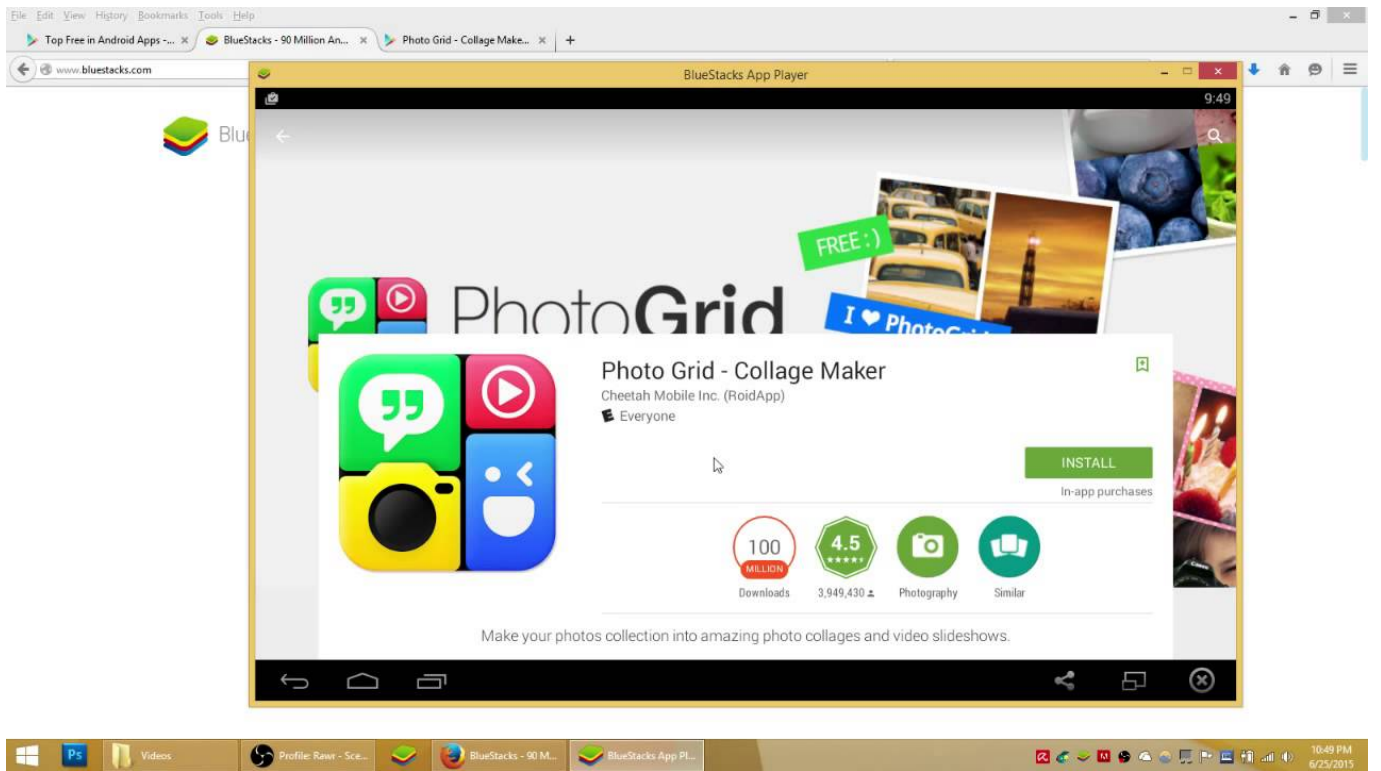 File Edit View History Bookmarks Tools Help
Top Free in Android Apps -... BlueStacks - 90 Million An... Photo Grid - Collage Make...
www.bluestacks.com
BlueStacks App Player
9:49
Blue
FREE :)
PhotoGrid
I ♥ PhotoGrid
Photo Grid - Collage Maker
Cheetah Mobile Inc. (RoidApp)
E Everyone
INSTALL
In-app purchases
100
MILLION
4.5
Downloads 3,949,430 Photography Similar
Make your photos collection into amazing photo collages and video slideshows.
Ps Videos Profile: Rawr - Sce... BlueStacks - 90 M... BlueStacks App Pl...
10:49 PM
6/25/2015